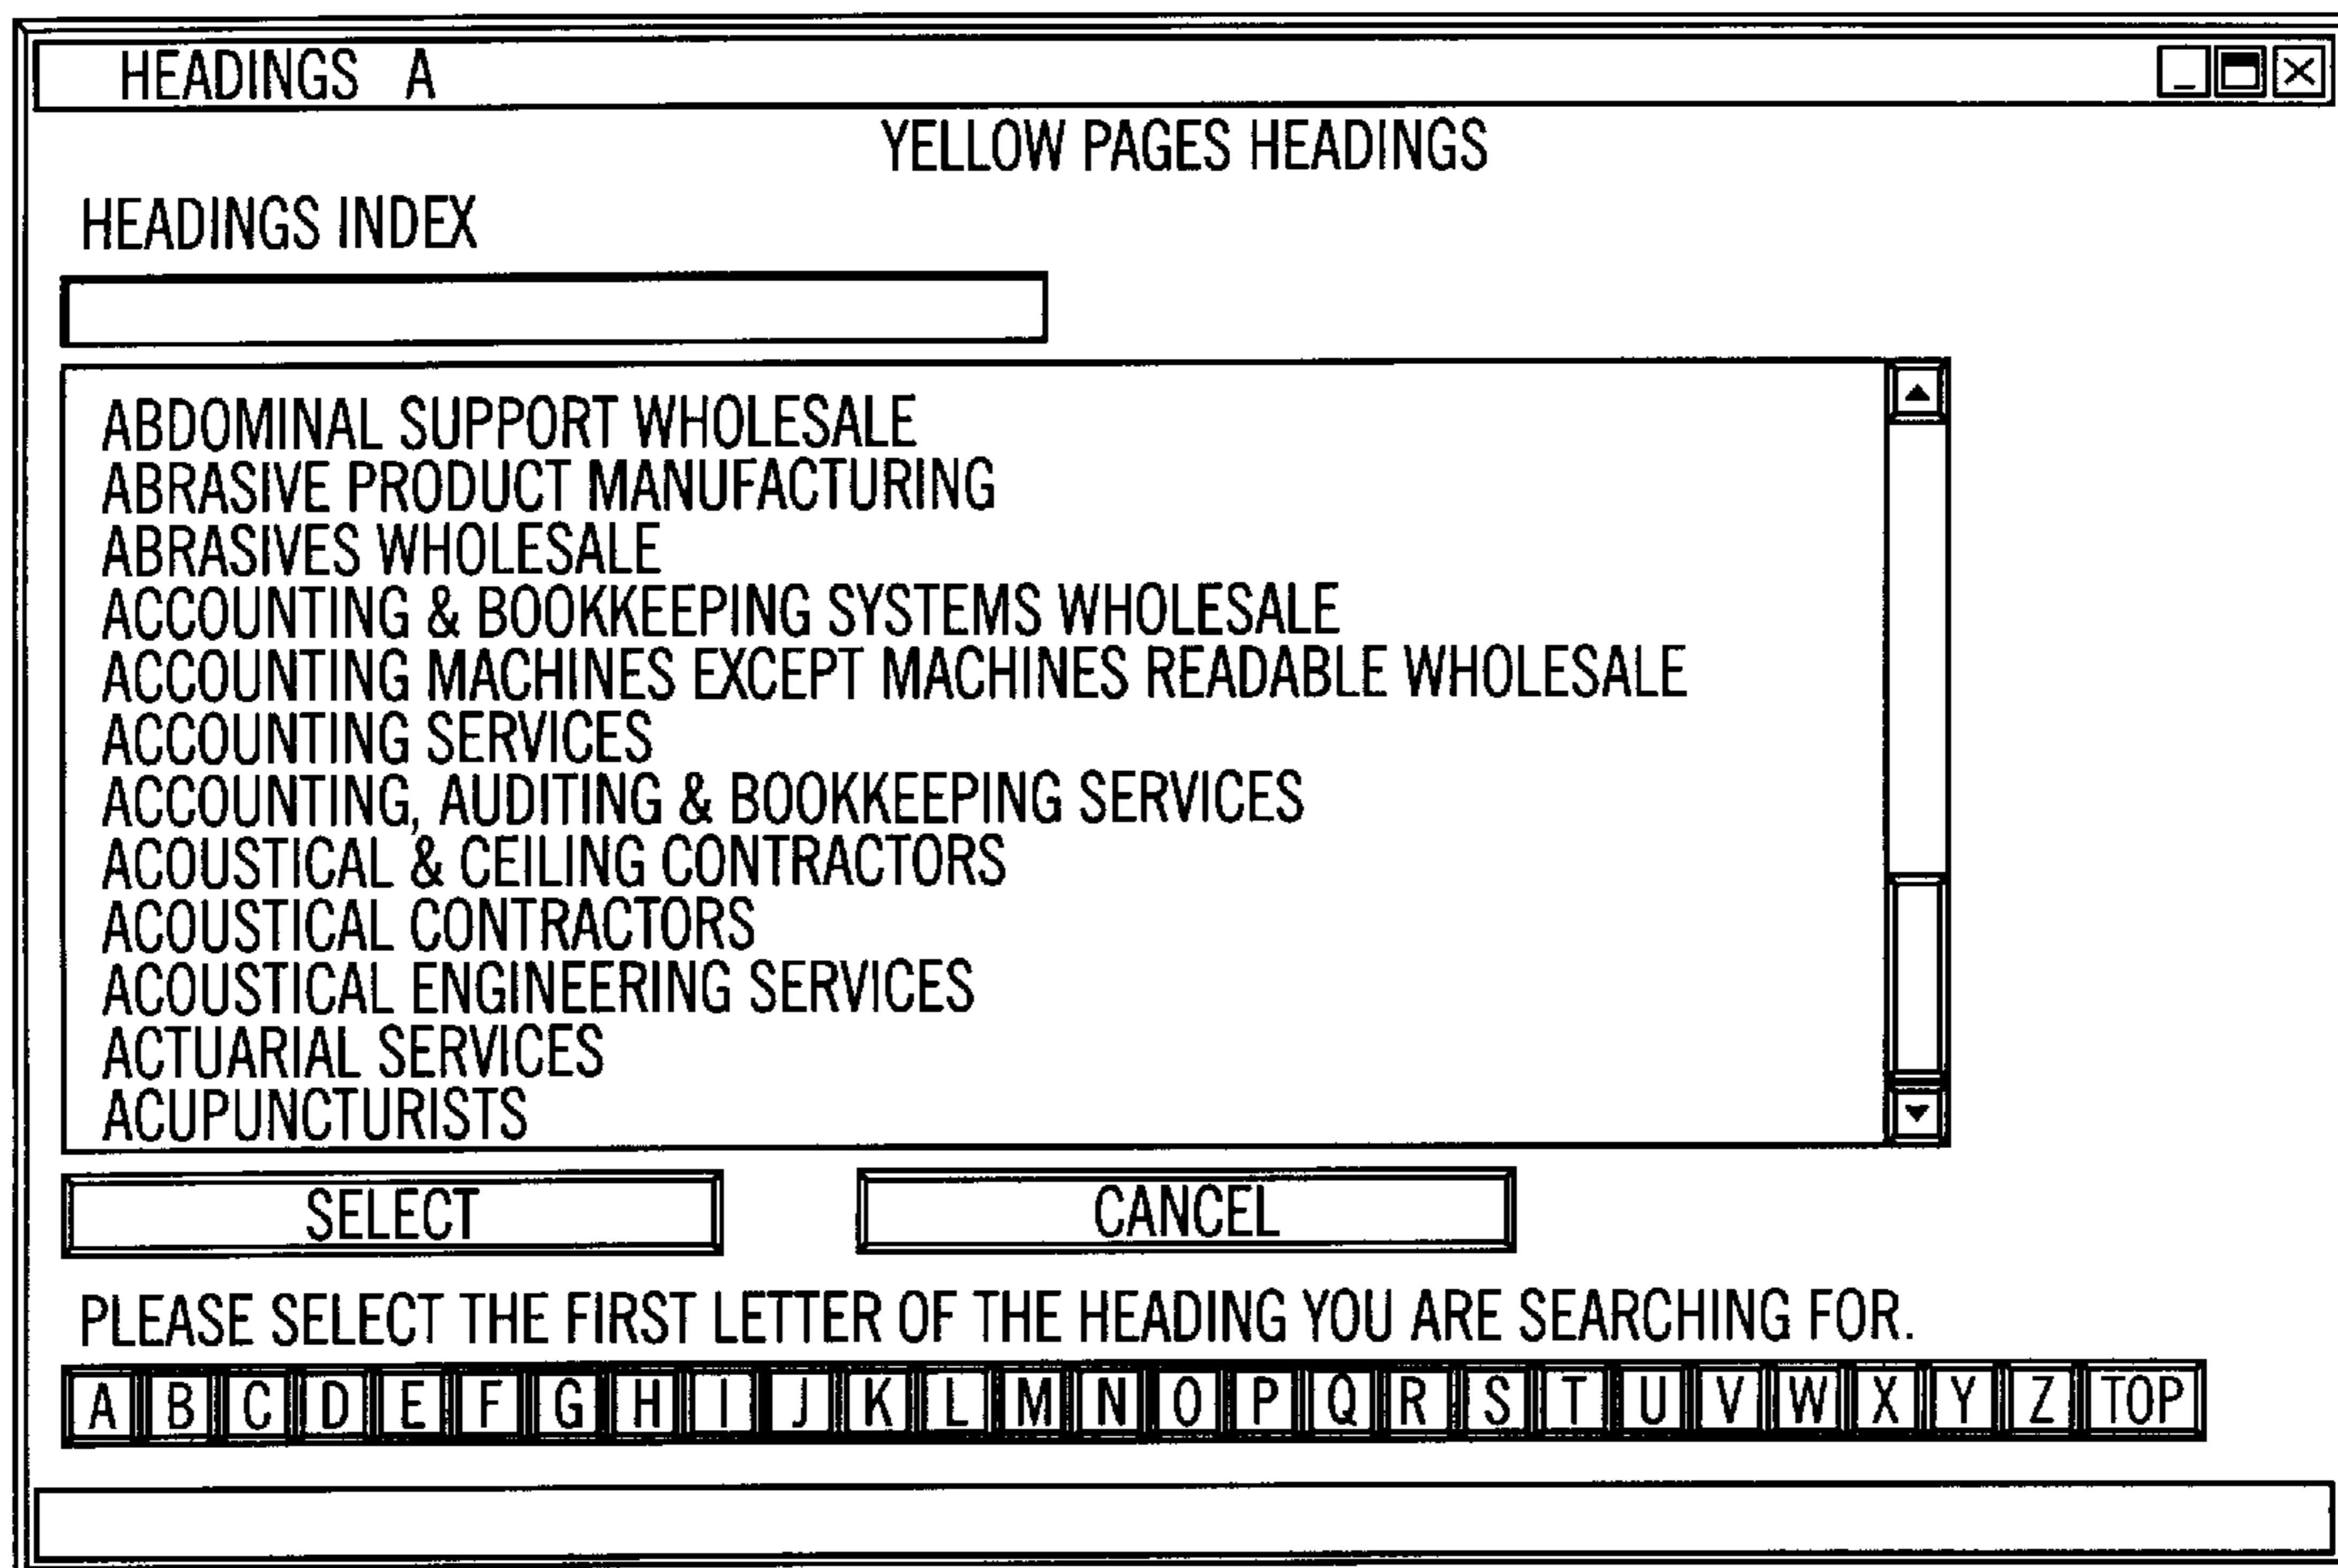 HEADINGS A
YELLOW PAGES HEADINGS
HEADINGS INDEX
ABDOMINAL SUPPORT WHOLESALE
ABRASIVE PRODUCT MANUFACTURING
ABRASIVES WHOLESALE
ACCOUNTING & BOOKKEEPING SYSTEMS WHOLESALE
ACCOUNTING MACHINES EXCEPT MACHINES READABLE WHOLESALE
ACCOUNTING SERVICES
ACCOUNTING, AUDITING & BOOKKEEPING SERVICES
ACOUSTICAL & CEILING CONTRACTORS
ACOUSTICAL CONTRACTORS
ACOUSTICAL ENGINEERING SERVICES
ACTUARIAL SERVICES
ACUPUNCTURISTS
SELECT CANCEL
PLEASE SELECT THE FIRST LETTER OF THE HEADING YOU ARE SEARCHING FOR.
A B C D E F G H I J K L M N O P Q R S T U V W X Y Z TOP